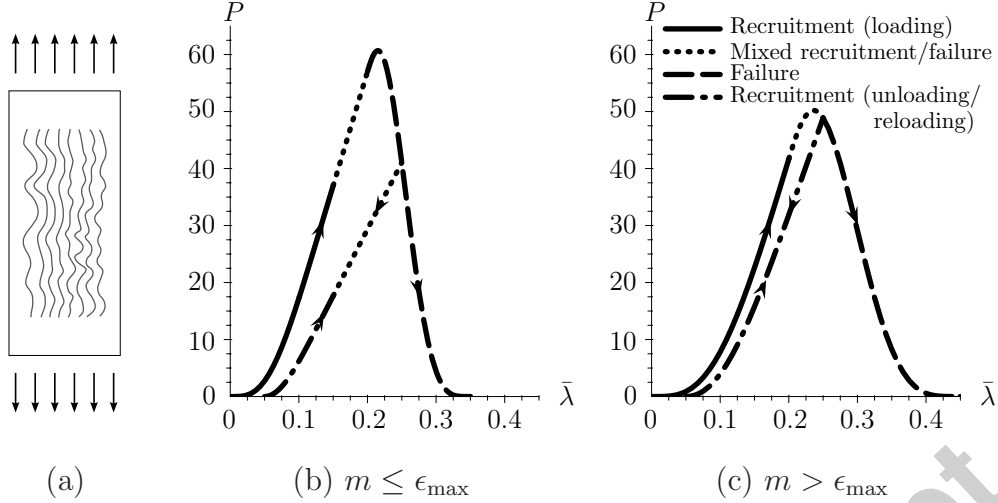 P
60
50
40
30
20
10
0
0 0.1 0.2 0.3 0.4
λ̄
P
Recruitment (loading)
Mixed recruitment/failure
Failure
Recruitment (unloading/
reloading)
60
50
40
30
20
10
0
0 0.1 0.2 0.3 0.4
λ̄
(a)
(b) m ≤ ϵmax
(c) m > ϵmax